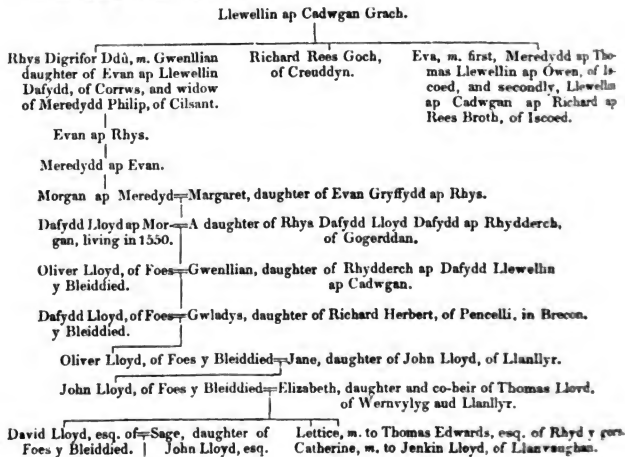 Llewellin ap Cadwgan Grach.
Rhys Digrifor Ddû, m. Gwenllian
daughter of Evan ap Llewellin
Dafydd, of Corrws, and widow
of Meredydd Philip, of Cilsant.
Richard Rees Goch,
of Creuddyn.
Eva, m. first, Meredydd ap Tho
mas Llewellin ap Owen, of Is-
coed, and secondly, Llewellin
ap Cadwgan ap Richard ap
Rees Broth, of Iscoed.
Evan ap Rhys.
Meredydd ap Evan.
Morgan ap Meredyd=Margaret, daughter of Evan Gryffydd ap Rhys.
Dafydd Lloyd ap Mor-=A daughter of Rhys Dafydd Lloyd Dafydd ap Rhydderch,
gan, living in 1550. of Gogerddan.
Oliver Lloyd, of Foes=Gwenllian, daughter of Rhydderch ap Dafydd Llewellin
y Bleiddied. ap Cadwgan.
Dafydd Lloyd, of Foes=Gwladys, daughter of Richard Herbert, of Pencelli, in Brecon.
y Bleiddied.
Oliver Lloyd, of Foes y Bleiddied=Jane, daughter of John Lloyd, of Llanllyr.
John Lloyd, of Foes y Bleiddied=Elizabeth, daughter and co-beir of Thomas Lloyd,
of Wernvylyg aud Llanllyr.
David Lloyd, esq. of=Sage, daughter of
Foes y Bleiddied. John Lloyd, esq.
Lettice, m. to Thomas Edwards, esq. of Rhyd y gors.
Catherine, m. to Jenkin Lloyd, of Llanvaughan.